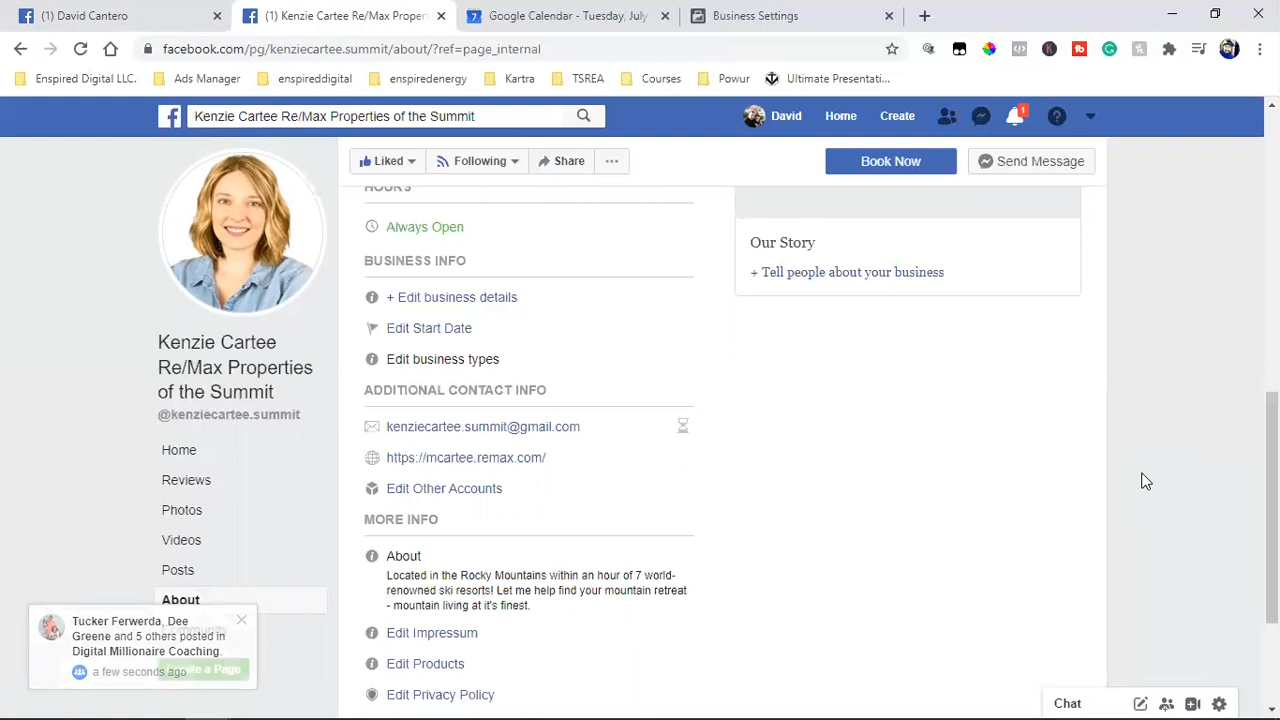 (1) David Cantero
(1) Kenzie Cartee Re/Max Proper
Google Calendar - Tuesday, July
Business Settings
facebook.com/pg/kenziecartee.summit/about/?ref=page_internal
Enspired Digital LLC.
Ads Manager
enspireddigital
enspiredenergy
Kartra
TSREA
Courses
Powur
Ultimate Presentati...
Kenzie Cartee Re/Max Properties of the Summit
David
Home
Create
1
Liked
Following
Share
Book Now
Send Message
HOURS
Always Open
BUSINESS INFO
+ Edit business details
Edit Start Date
Edit business types
ADDITIONAL CONTACT INFO
kenziecartee.summit@gmail.com
https://mcartee.remax.com/
Edit Other Accounts
MORE INFO
About
Located in the Rocky Mountains within an hour of 7 world-
renowned ski resorts! Let me help find your mountain retreat
- mountain living at it's finest.
Edit Impressum
Edit Products
Edit Privacy Policy
Our Story
+ Tell people about your business
Kenzie Cartee
Re/Max Properties
of the Summit
@kenziecartee.summit
Home
Reviews
Photos
Videos
Posts
About
Tucker Ferwerda, Dee
Greene and 5 others posted in
Digital Millionaire Coaching.
a few seconds ago
Chat